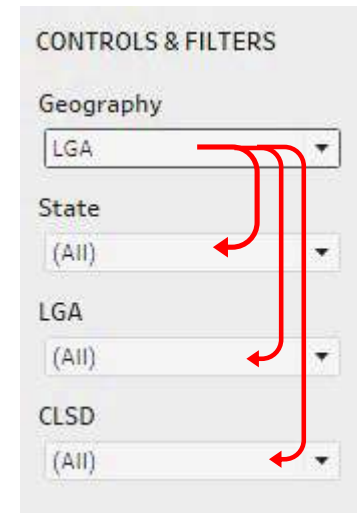 CONTROLS & FILTERS
Geography
LGA
State
(All)
LGA
(All)
CLSD
(All)